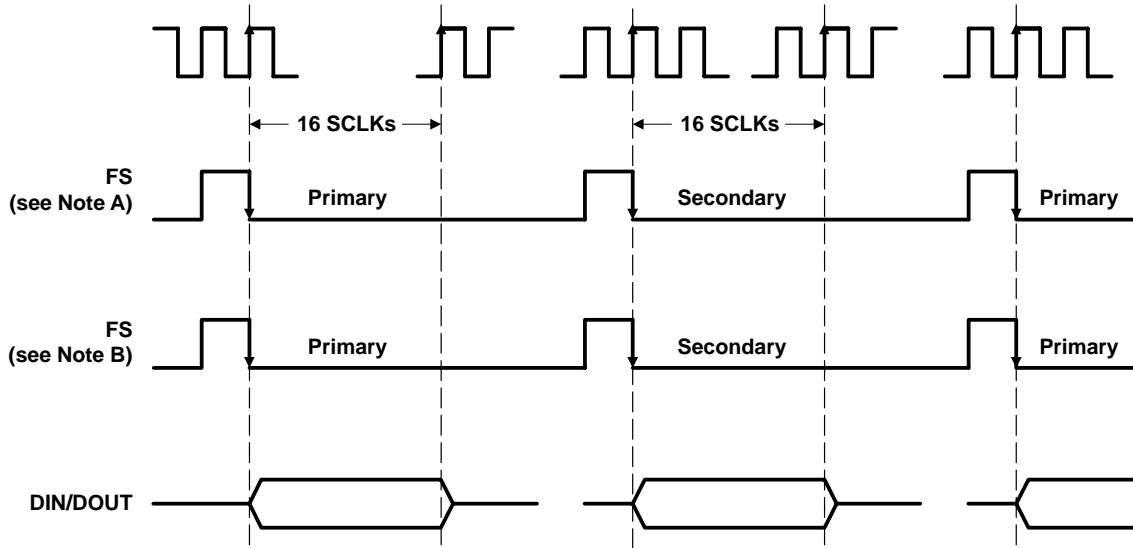 16 SCLKs
16 SCLKs
FS
(see Note A)
Primary
Secondary
Primary
FS
(see Note B)
Primary
Secondary
Primary
DIN/DOUT